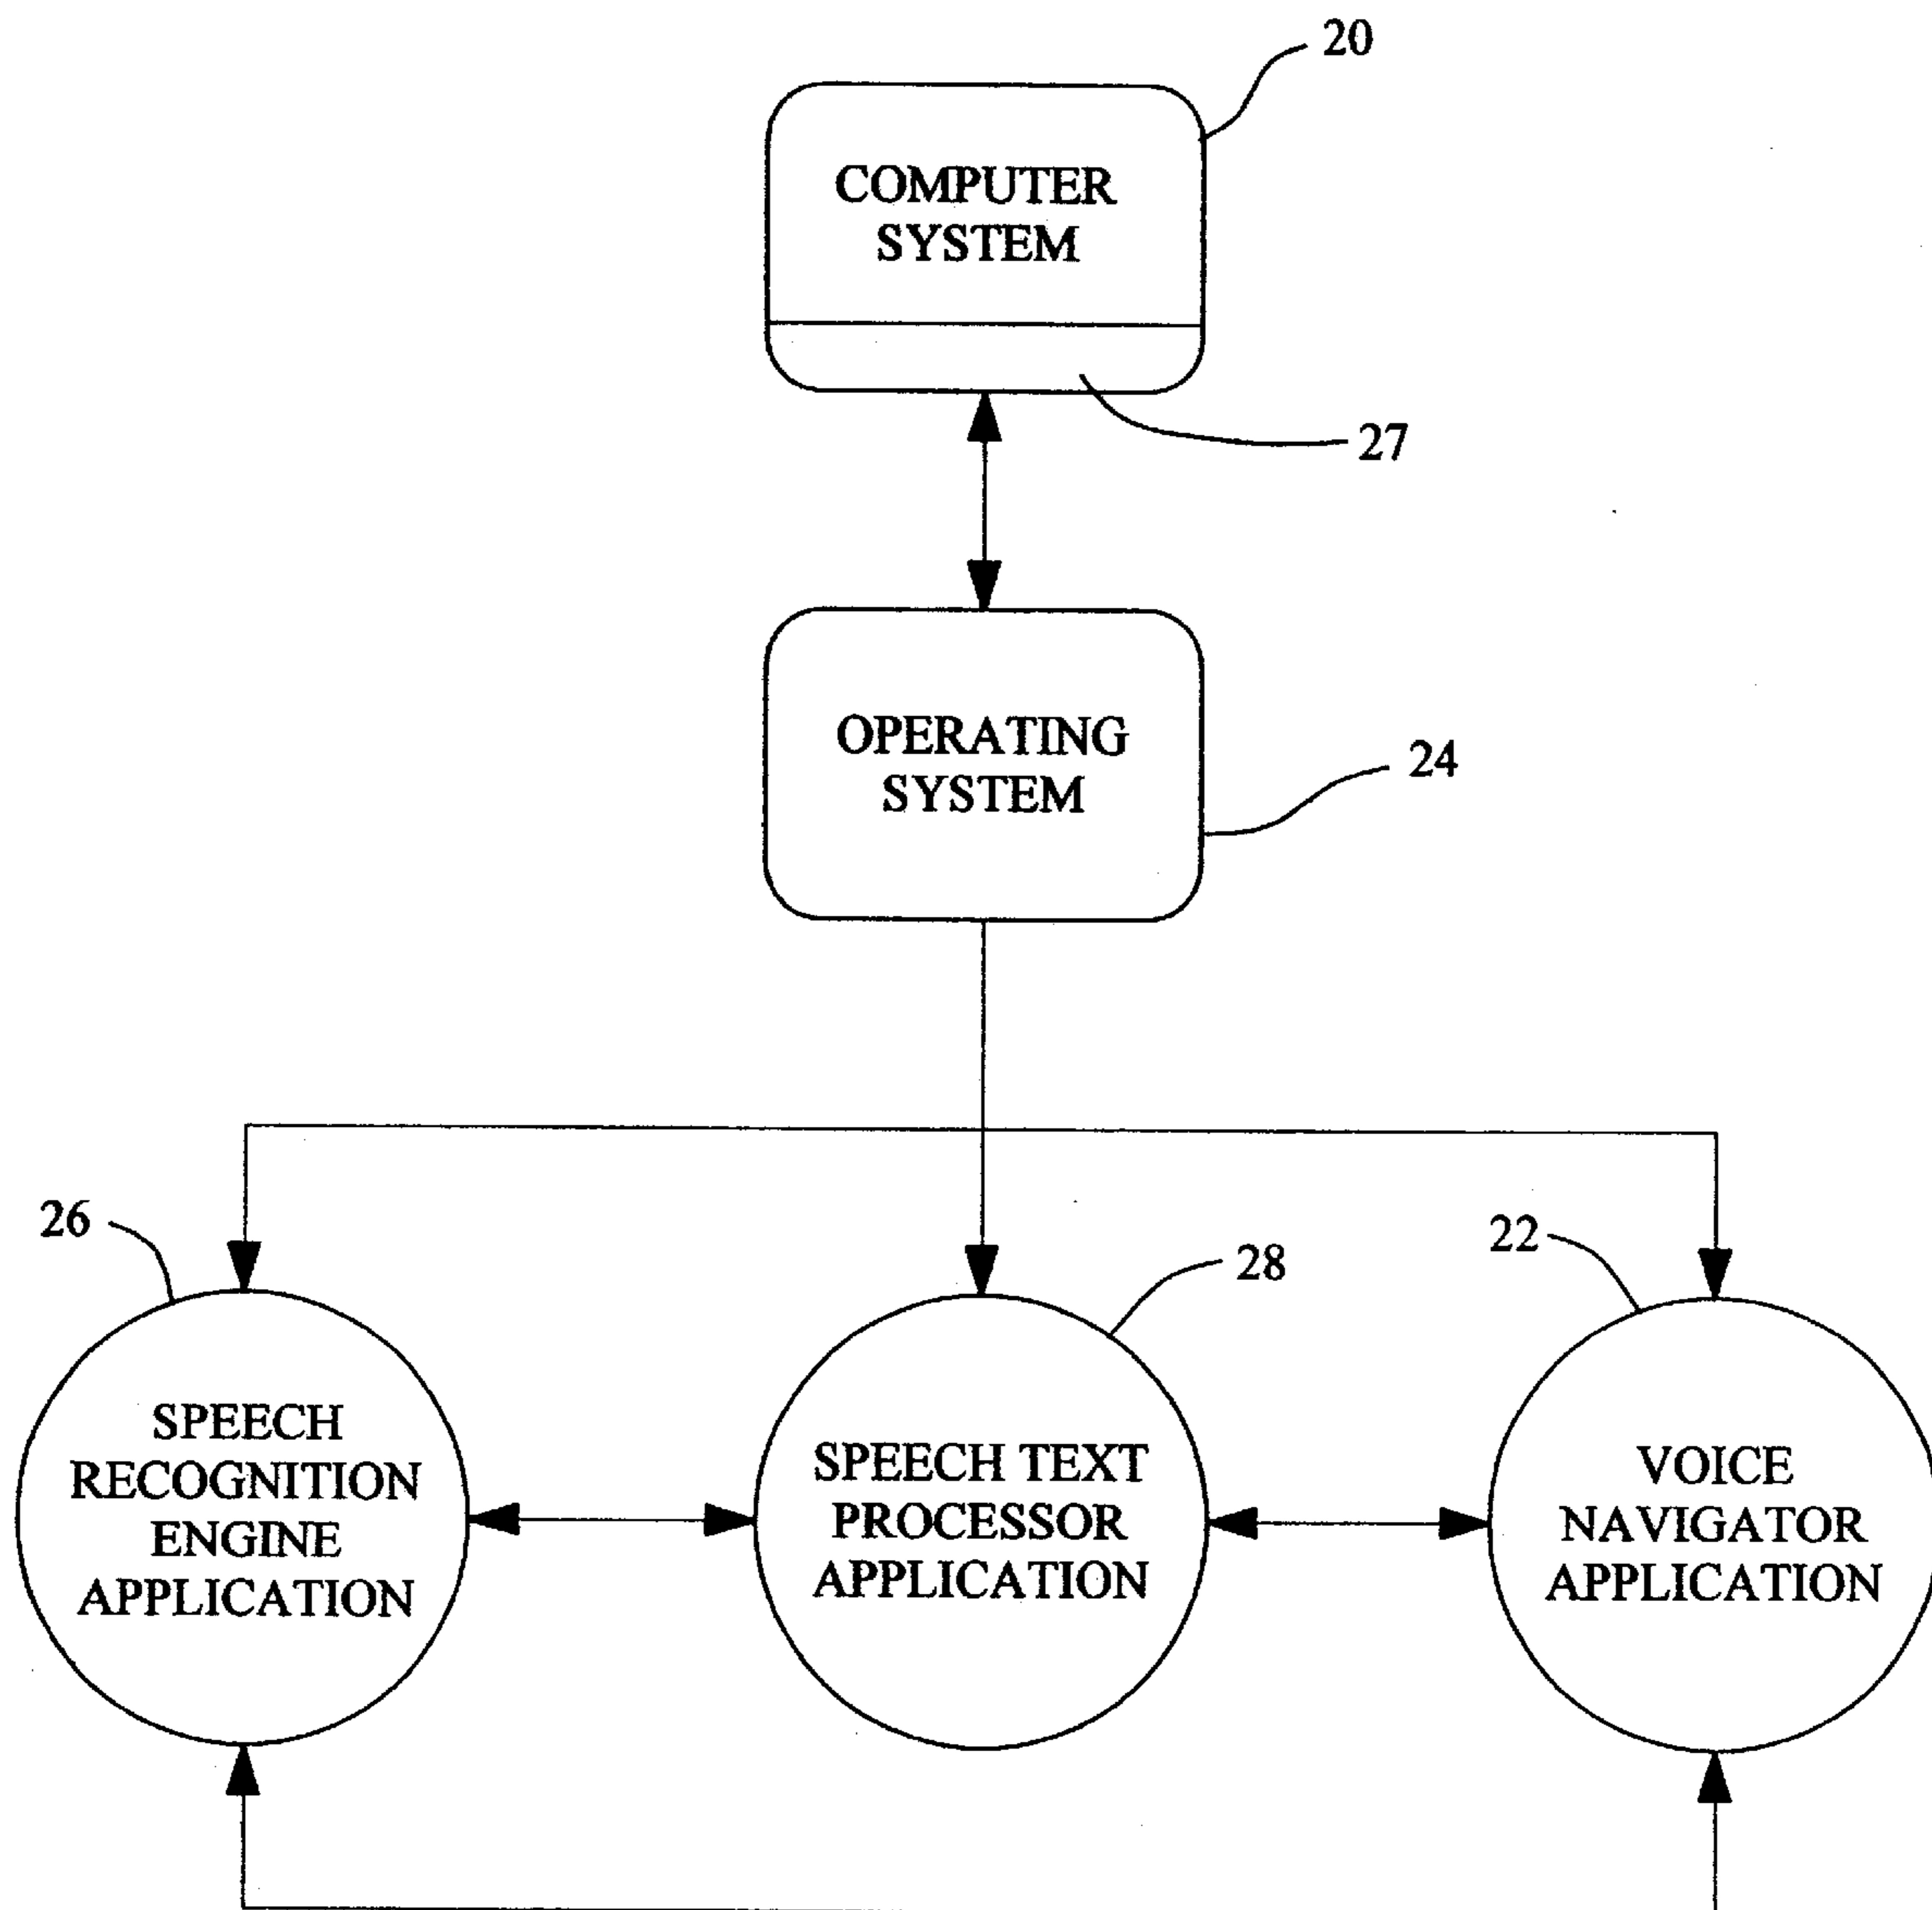 20
COMPUTER
SYSTEM
27
OPERATING
SYSTEM
24
26
28
22
SPEECH
RECOGNITION
ENGINE
APPLICATION
SPEECH TEXT
PROCESSOR
APPLICATION
VOICE
NAVIGATOR
APPLICATION